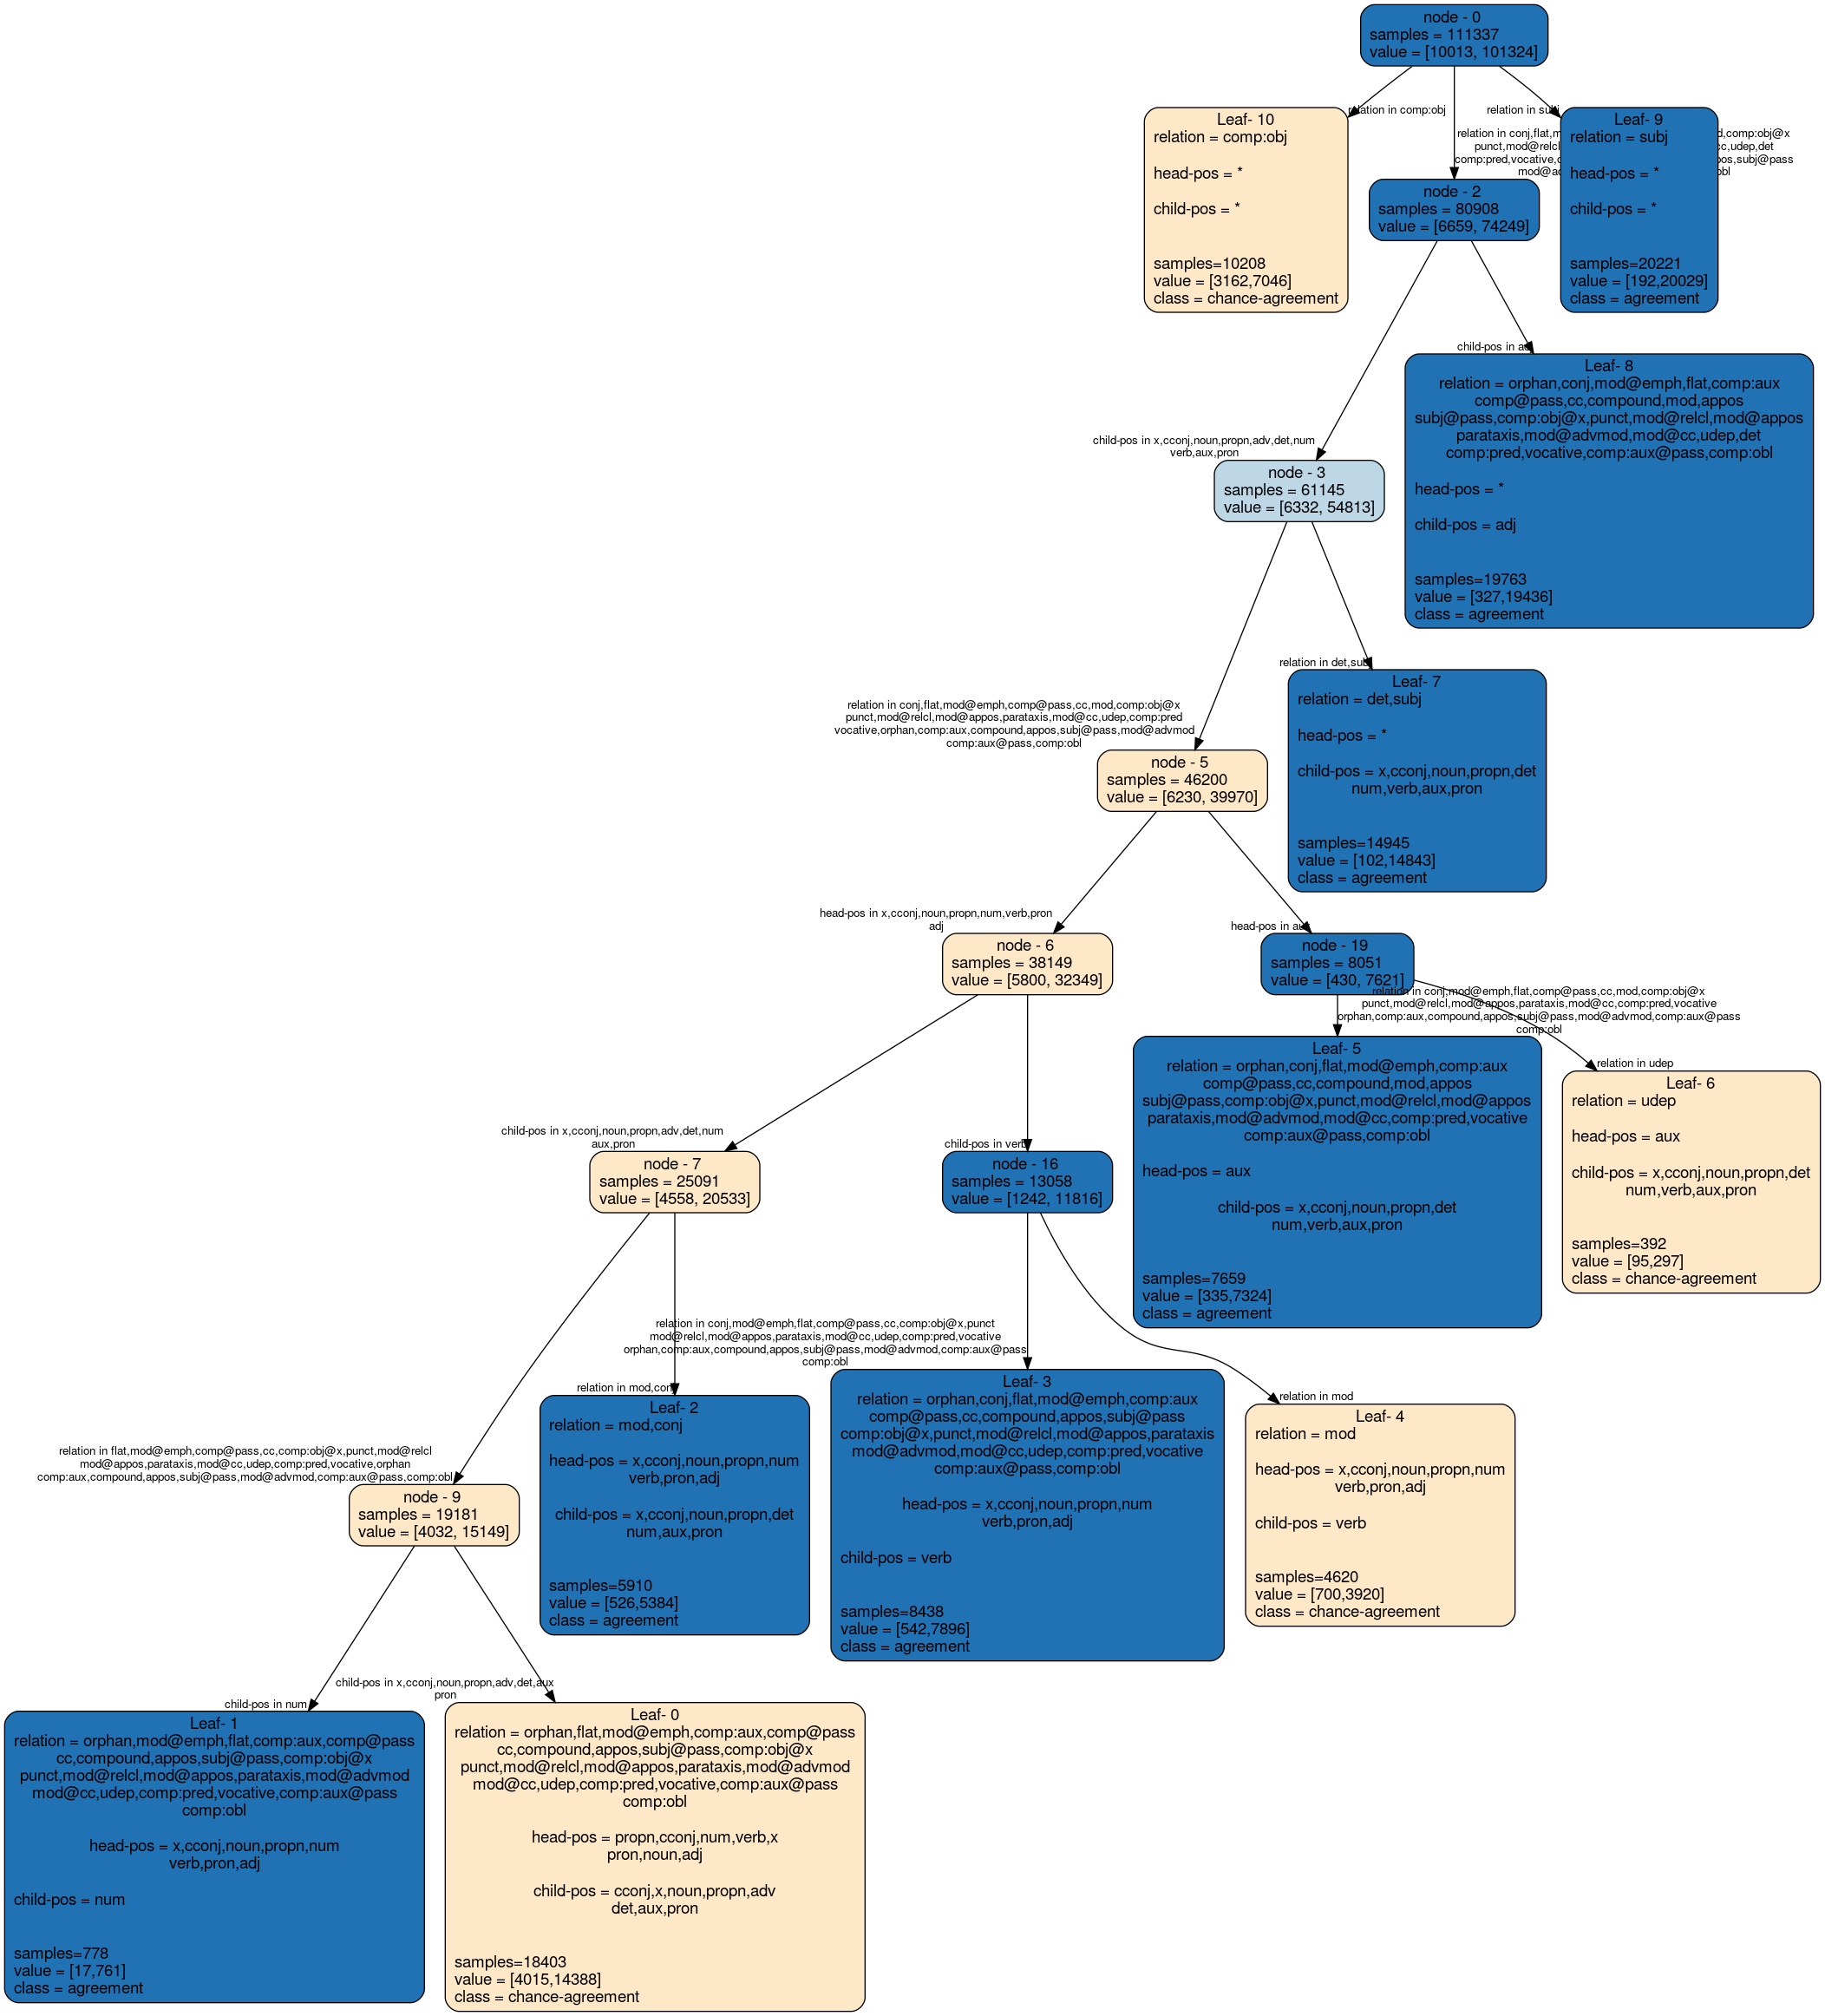 node - 0
samples = 111337
value = [10013, 101324]
relation in comp:obj
relation in
relation in
Leaf- 10
relation = comp:obj
head-pos = *
child-pos = *
samples=10208
value = [3162,7046]
class = chance-agreement
node - 2
samples = 80908
value = [6659, 74249]
Leaf- 9
relation = subj
head-pos = *
child-pos = *
samples=20221
value = [192,20029]
class = agreement
child-pos in
Leaf- 8
relation = orphan,conj,mod@emph,flat,comp:aux
comp@pass,cc,compound,mod,appos
subj@pass,comp:obj@x,punct,mod@relcl,mod@appos
parataxis,mod@advmod,mod@cc,udep,det
comp:pred,vocative,comp:aux@pass,comp:obl
head-pos = *
child-pos = adj
samples=19763
value = [327,19436]
class = agreement
child-pos in x,cconj,noun,propn,adv,det,num
verb,aux,pron
node - 3
samples = 61145
value = [6332, 54813]
relation in
Leaf- 7
relation = det,subj
head-pos = *
child-pos = x,cconj,noun,propn,det
num,verb,aux,pron
samples=14945
value = [102,14843]
class = agreement
relation in conj,flat,mod@emph,comp@pass,cc,mod,comp:obj@x
punct,mod@relcl,mod@appos,parataxis,mod@cc,udep,comp:pred
vocative,orphan,comp:aux,compound,appos,subj@pass,mod@advmod
comp:aux@pass,comp:obl
node - 5
samples = 46200
value = [6230, 39970]
head-pos in x,cconj,noun,propn,num,verb,pron
adj
node - 6
samples = 38149
value = [5800, 32349]
head-pos in
node - 19
samples = 8051
value = [430, 7621]
relation in conj,mod@emph,flat,comp@pass,cc,mod,comp:obj@x
punct,mod@relcl,mod@appos,parataxis,mod@cc,comp:pred,vocative
orphan,comp:aux,compound,appos,subj@pass,mod@advmod,comp:aux@pass
comp:obl
Leaf- 5
relation = orphan,conj,flat,mod@emph,comp:aux
comp@pass,cc,compound,mod,appos
subj@pass,comp:obj@x,punct,mod@relcl,mod@appos
parataxis,mod@advmod,mod@cc,comp:pred,vocative
comp:aux@pass,comp:obl
head-pos = aux
child-pos = x,cconj,noun,propn,det
num,verb,aux,pron
samples=7659
value = [335,7324]
class = agreement
relation in udep
Leaf- 6
relation = udep
head-pos = aux
child-pos = x,cconj,noun,propn,det
num,verb,aux,pron
samples=392
value = [95,297]
class = chance-agreement
child-pos in x,cconj,noun,propn,adv,det,num
aux,pron
node - 7
samples = 25091
value = [4558, 20533]
child-pos in verb
node - 16
samples = 13058
value = [1242, 11816]
relation in conj,mod@emph,flat,comp@pass,cc,comp:obj@x,punct
mod@relcl,mod@appos,parataxis,mod@cc,udep,comp:pred,vocative
orphan,comp:aux,compound,appos,subj@pass,mod@advmod,comp:aux@pass
comp:obl
Leaf- 3
relation = orphan,conj,flat,mod@emph,comp:aux
comp@pass,cc,compound,appos,subj@pass
comp:obj@x,punct,mod@relcl,mod@appos,parataxis
mod@advmod,mod@cc,udep,comp:pred,vocative
comp:aux@pass,comp:obl
head-pos = x,cconj,noun,propn,num
verb,pron,adj
child-pos = verb
samples=8438
value = [542,7896]
class = agreement
relation in mod
Leaf- 4
relation = mod
head-pos = x,cconj,noun,propn,num
verb,pron,adj
child-pos = verb
samples=4620
value = [700,3920]
class = chance-agreement
relation in mod,conj
Leaf- 2
relation = mod,conj
head-pos = x,cconj,noun,propn,num
verb,pron,adj
child-pos = x,cconj,noun,propn,det
num,aux,pron
samples=5910
value = [526,5384]
class = agreement
relation in flat,mod@emph,comp@pass,cc,comp:obj@x,punct,mod@relcl
mod@appos,parataxis,mod@cc,udep,comp:pred,vocative,orphan
comp:aux,compound,appos,subj@pass,mod@advmod,comp:aux@pass,comp:obl
node - 9
samples = 19181
value = [4032, 15149]
child-pos in num
Leaf- 1
relation = orphan,mod@emph,flat,comp:aux,comp@pass
cc,compound,appos,subj@pass,comp:obj@x
punct,mod@relcl,mod@appos,parataxis,mod@advmod
mod@cc,udep,comp:pred,vocative,comp:aux@pass
comp:obl
head-pos = x,cconj,noun,propn,num
verb,pron,adj
child-pos = num
samples=778
value = [17,761]
class = agreement
child-pos in x,cconj,noun,propn,adv,det,aux
pron
Leaf- 0
relation = orphan,flat,mod@emph,comp:aux,comp@pass
cc,compound,appos,subj@pass,comp:obj@x
punct,mod@relcl,mod@appos,parataxis,mod@advmod
mod@cc,udep,comp:pred,vocative,comp:aux@pass
comp:obl
head-pos = propn,cconj,num,verb,x
pron,noun,adj
child-pos = cconj,x,noun,propn,adv
det,aux,pron
samples=18403
value = [4015,14388]
class = chance-agreement